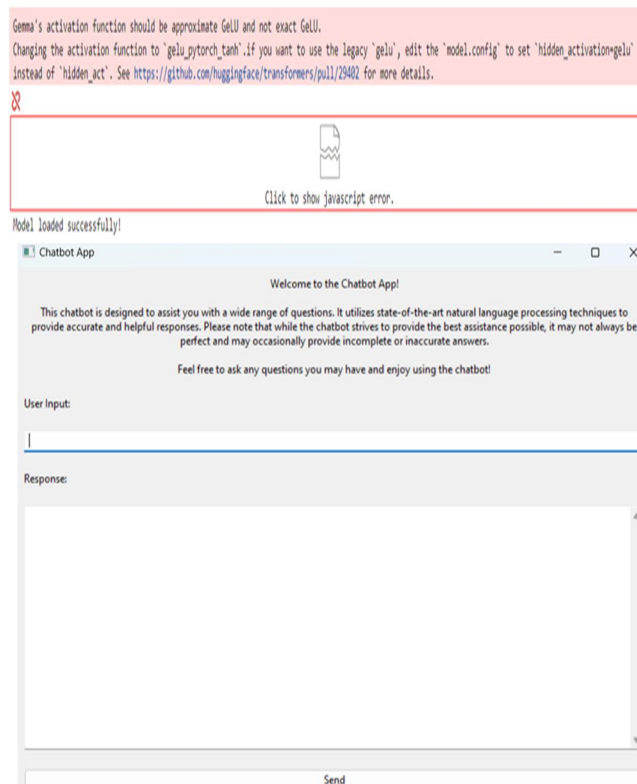 Gemma's activation function should be approximate GeLU and not exact GeLU.
Changing the activation function to `gelu_pytorch_tanh`.if you want to use the legacy `gelu`, edit the `model.config` to set `hidden_activation=gelu`
instead of `hidden_act`. See https://github.com/huggingface/transformers/pull/29402 for more details.
Click to show javascript error.
Model loaded successfully!
Chatbot App
Welcome to the Chatbot App!
This chatbot is designed to assist you with a wide range of questions. It utilizes state-of-the-art natural language processing techniques to
provide accurate and helpful responses. Please note that while the chatbot strives to provide the best assistance possible, it may not always be
perfect and may occasionally provide incomplete or inaccurate answers.
Feel free to ask any questions you may have and enjoy using the chatbot!
User Input:
Response:
Send